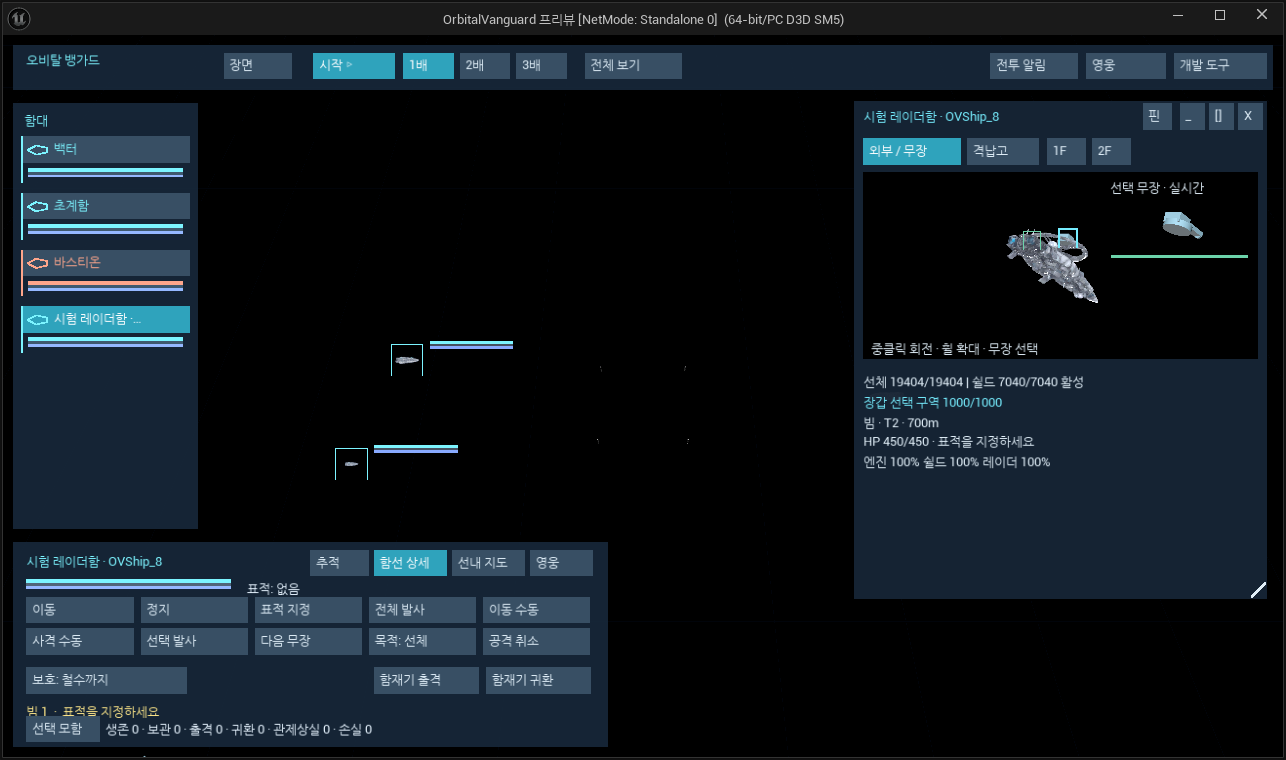 OrbitalVanguard 프리뷰 [NetMode: Standalone 0] (64-bit/PC D3D SM5)
오비탈 뱅가드
장면
시작
1배
2배
3배
전체 보기
전투 알림
영웅
개발 도구
함대
백터
초계함
바스티온
시험 레이더함 ·...
시험 레이더함 · OVShip_8
핀
_
[]
X
외부 / 무장
격납고
1F
2F
선택 무장 · 실시간
중클릭 회전 · 휠 확대 · 무장 선택
선체 19404/19404 | 쉴드 7040/7040 활성
장갑 선택 구역 1000/1000
빔 · T2 · 700m
HP 450/450 · 표적을 지정하세요
엔진 100% 쉴드 100% 레이더 100%
시험 레이더함 · OVShip_8
추적
함선 상세
선내 지도
영웅
표적: 없음
이동
정지
표적 지정
전체 발사
이동 수동
사격 수동
선택 발사
다음 무장
목적: 선체
공격 취소
보호: 철수까지
함재기 출격
함재기 귀환
빔 1 · 표적을 지정하세요
선택 모함
생존 0 · 보관 0 · 출격 0 · 귀환 0 · 관제상실 0 · 손실 0